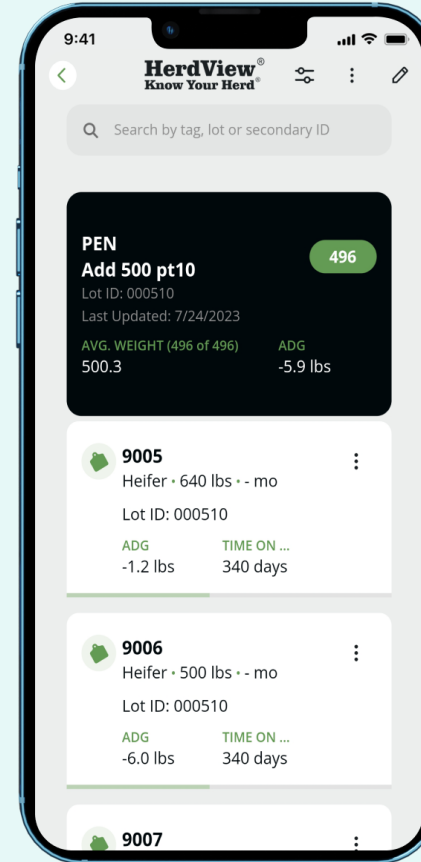 9:41
HerdView®
Know Your Herd®
Search by tag, lot or secondary ID
PEN
Add 500 pt10
496
Lot ID: 000510
Last Updated: 7/24/2023
AVG. WEIGHT (496 of 496) ADG
500.3 -5.9 lbs
9005
Heifer • 640 lbs • - mo
Lot ID: 000510
ADG TIME ON ...
-1.2 lbs 340 days
9006
Heifer • 500 lbs • - mo
Lot ID: 000510
ADG TIME ON ...
-6.0 lbs 340 days
9007